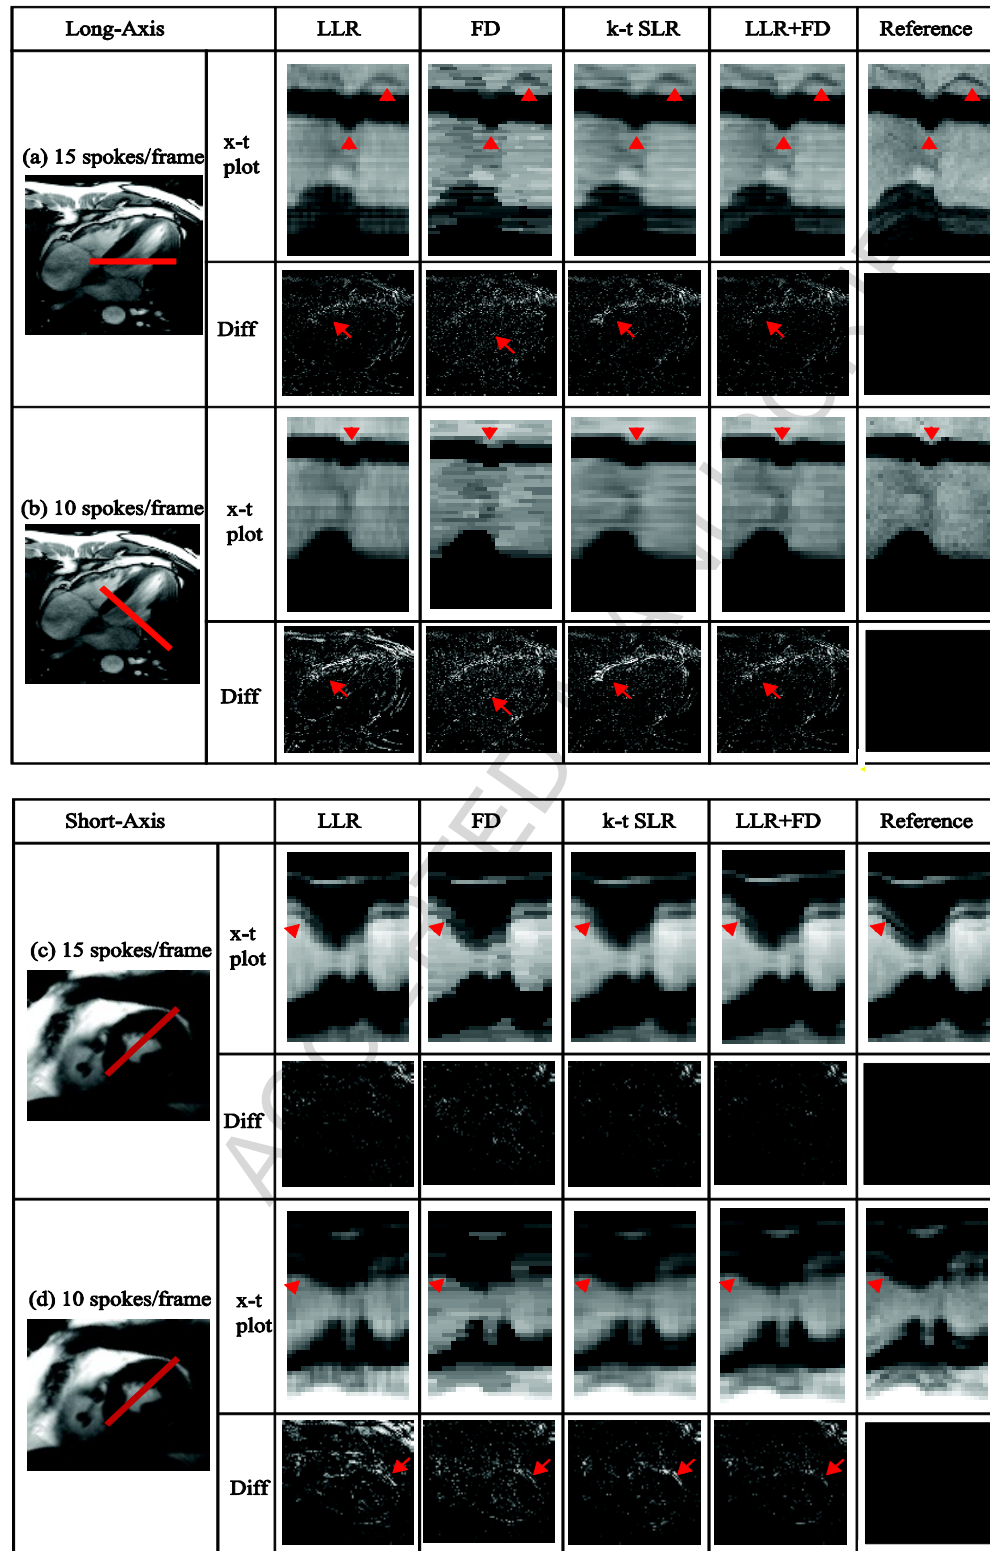 Long-Axis LLR FD k-t SLR LLR+FD Reference
(a) 15 spokes/frame
x-t
plot
Diff
(b) 10 spokes/frame
x-t
plot
Diff
Short-Axis LLR FD k-t SLR LLR+FD Reference
(c) 15 spokes/frame
x-t
plot
Diff
(d) 10 spokes/frame
x-t
plot
Diff